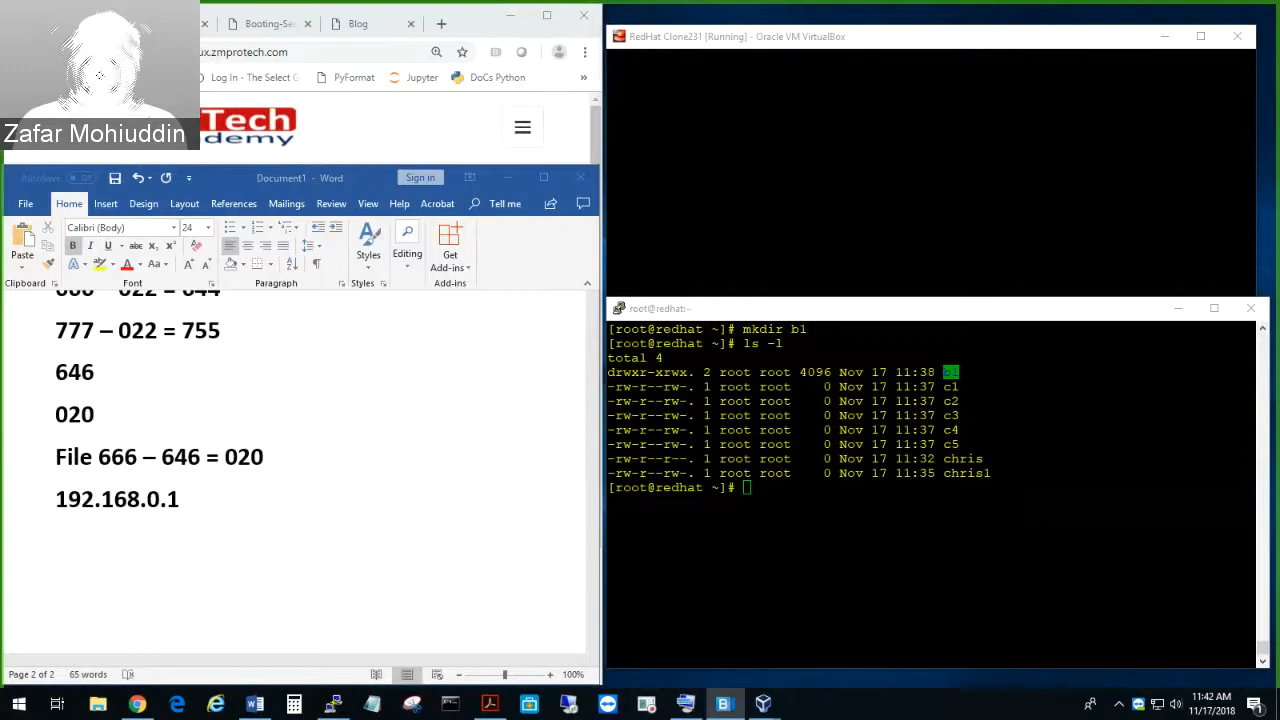 Booting-Se
Blog
ux.zmprotech.com
Log In - The Select G
PyFormat
Jupyter
DoCs Python
»
Tech
demy
Zafar Mohiuddin
AutoSave
Off
Document1 - Word
Sign in
File
Home
Insert
Design
Layout
References
Mailings
Review
View
Help
Acrobat
Tell me
Paste
Calibri (Body)
24
Styles
Editing
Get
Add-ins
Clipboard
Font
Paragraph
Styles
Add-ins
666 – 022 = 644
777 – 022 = 755
646
020
File 666 – 646 = 020
192.168.0.1
Page 2 of 2
65 words
100%
RedHat Clone231 [Running] - Oracle VM VirtualBox
root@redhat:~
[root@redhat ~]# mkdir b1
[root@redhat ~]# ls -l
total 4
drwxr-xrwx. 2 root root 4096 Nov 17 11:38 b1
-rw-r--rw-. 1 root root 0 Nov 17 11:37 c1
-rw-r--rw-. 1 root root 0 Nov 17 11:37 c2
-rw-r--rw-. 1 root root 0 Nov 17 11:37 c3
-rw-r--rw-. 1 root root 0 Nov 17 11:37 c4
-rw-r--rw-. 1 root root 0 Nov 17 11:37 c5
-rw-r--r--. 1 root root 0 Nov 17 11:32 chris
-rw-r--rw-. 1 root root 0 Nov 17 11:35 chris1
[root@redhat ~]#
11:42 AM
11/17/2018